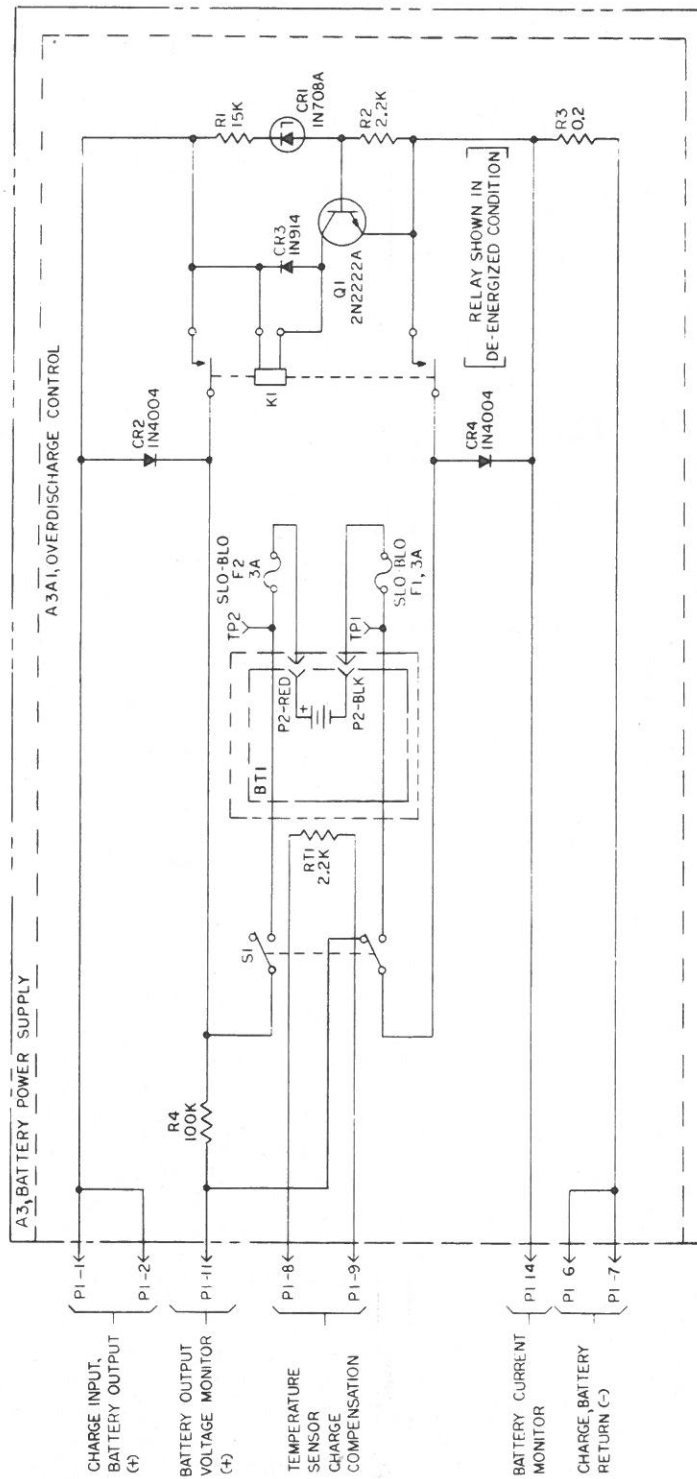 A3, BATTERY POWER SUPPLY
A3A1, OVERDISCHARGE CONTROL
CHARGE INPUT,
BATTERY OUTPUT
(+)
P1-1
P1-2
BATTERY OUTPUT
VOLTAGE MONITOR
(+)
P1-11
TEMPERATURE
SENSOR
CHARGE
COMPENSATION
P1-8
P1-9
BATTERY CURRENT
MONITOR
P1 14
CHARGE, BATTERY
RETURN (-)
P1 6
P1-7
R4
100K
S1
RT1
2.2K
BT1
P2-RED
+
P2-BLK
TP2
TP1
SLO-BLO
F2
3A
SLO BLO
F1, 3A
CR2
1N4004
CR4
1N4004
K1
CR3
1N914
Q1
2N2222A
R1
15K
CR1
1N708A
R2
2.2K
R3
0.2
RELAY SHOWN IN
DE-ENERGIZED CONDITION